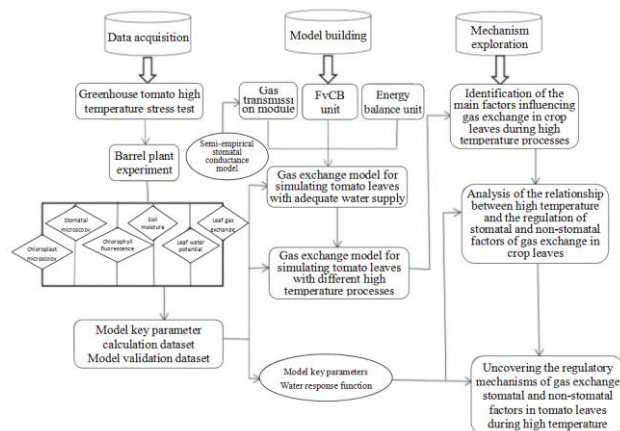 Data acquisition
Model building
Mechanism exploration
Greenhouse tomato high
temperature stress test
Barrel plant
experiment
Stomatal
microscopy
Soil
moisture
Leaf gas
exchange
Chloroplast
microscopy
Chlorophyll
fluorescence
Leaf water
potential
Model key parameter
calculation dataset
Model validation dataset
Gas
transmissi
on module
FvCB
unit
Energy
balance unit
Semi-empirical
stomatal
conductance
model
Gas exchange model for
simulating tomato leaves
with adequate water supply
Gas exchange model for
simulating tomato leaves
with different high
temperature processes
Model key parameters
Water response function
Identification of the
main factors influencing
gas exchange in crop
leaves during high
temperature processes
Analysis of the relationship
between high temperature
and the regulation of
stomatal and non-stomatal
factors of gas exchange in
crop leaves
Uncovering the regulatory
mechanisms of gas exchange
stomatal and non-stomatal
factors in tomato leaves
during high temperature